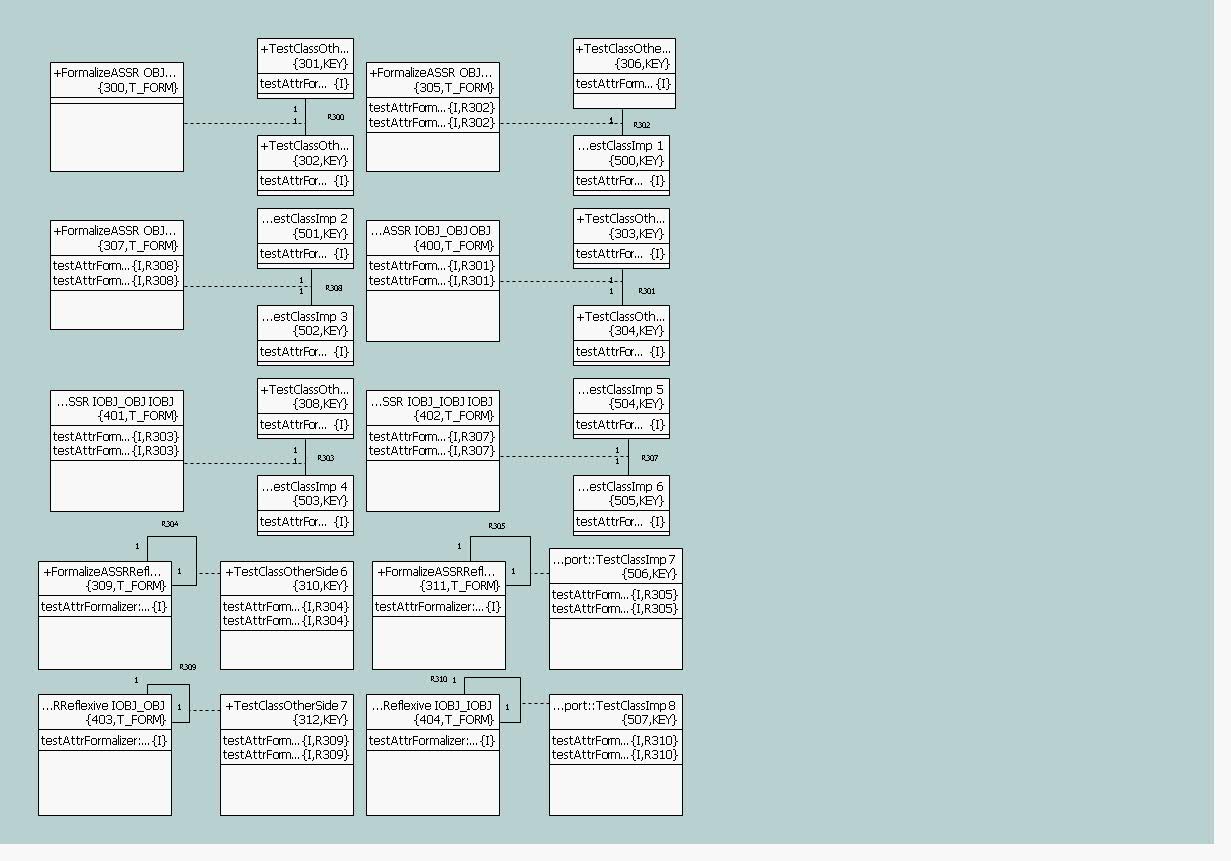 +FormalizeASSR OBJ...
{300,T_FORM}
+TestClassOth...
{301,KEY}
testAttrFor... {I}
1
1
R300
+TestClassOth...
{302,KEY}
testAttrFor... {I}
+FormalizeASSR OBJ...
{305,T_FORM}
testAttrForm...{I,R302}
testAttrForm...{I,R302}
+TestClassOthe...
{306,KEY}
testAttrForm... {I}
1
R302
...estClassImp 1
{500,KEY}
testAttrFor... {I}
+FormalizeASSR OBJ...
{307,T_FORM}
testAttrForm...{I,R308}
testAttrForm...{I,R308}
...estClassImp 2
{501,KEY}
testAttrFor... {I}
1
1
R308
...estClassImp 3
{502,KEY}
testAttrFor... {I}
...ASSR IOBJ_OBJ OBJ
{400,T_FORM}
testAttrForm...{I,R301}
testAttrForm...{I,R301}
+TestClassOth...
{303,KEY}
testAttrFor... {I}
1
1
R301
+TestClassOth...
{304,KEY}
testAttrFor... {I}
...SSR IOBJ_OBJ IOBJ
{401,T_FORM}
testAttrForm...{I,R303}
testAttrForm...{I,R303}
+TestClassOth...
{308,KEY}
testAttrFor... {I}
1
1
R303
...estClassImp 4
{503,KEY}
testAttrFor... {I}
...SSR IOBJ_IOBJ IOBJ
{402,T_FORM}
testAttrForm...{I,R307}
testAttrForm...{I,R307}
...estClassImp 5
{504,KEY}
testAttrFor... {I}
1
1
R307
...estClassImp 6
{505,KEY}
testAttrFor... {I}
R304
1
1
+FormalizeASSRRefl...
{309,T_FORM}
testAttrFormalizer:...{I}
+TestClassOtherSide 6
{310,KEY}
testAttrForm...{I,R304}
testAttrForm...{I,R304}
R305
1
1
+FormalizeASSRRefl...
{311,T_FORM}
testAttrFormalizer:...{I}
...port::TestClassImp 7
{506,KEY}
testAttrForm...{I,R305}
testAttrForm...{I,R305}
R309
1
1
...RReflexive IOBJ_OBJ
{403,T_FORM}
testAttrFormalizer:...{I}
+TestClassOtherSide 7
{312,KEY}
testAttrForm...{I,R309}
testAttrForm...{I,R309}
R310 1
1
...Reflexive IOBJ_IOBJ
{404,T_FORM}
testAttrFormalizer:...{I}
...port::TestClassImp 8
{507,KEY}
testAttrForm...{I,R310}
testAttrForm...{I,R310}